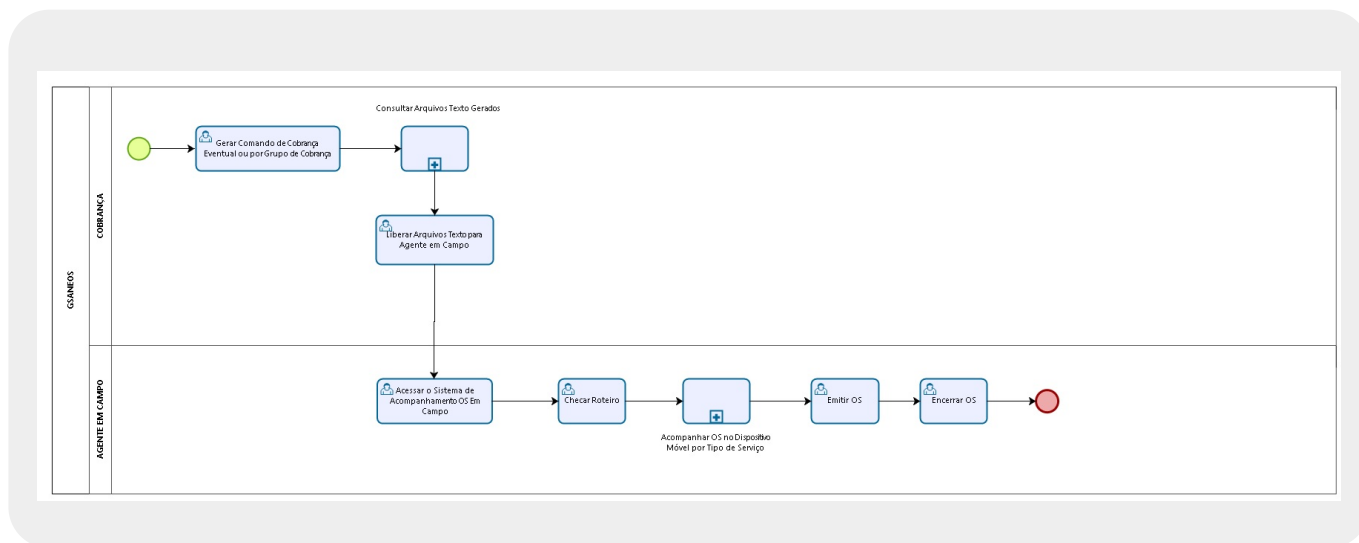 GSANEOS
COBRANÇA
Consultar Arquivos Texto Gerados
Gerar Comando de Cobrança
Eventual ou por Grupo de Cobrança
Liberar Arquivos Texto para
Agente em Campo
AGENTE EM CAMPO
Acessar o Sistema de
Acompanhamento OS Em
Campo
Checar Roteiro
Acompanhar OS no Dispositivo
Móvel por Tipo de Serviço
Emitir OS
Encerrar OS